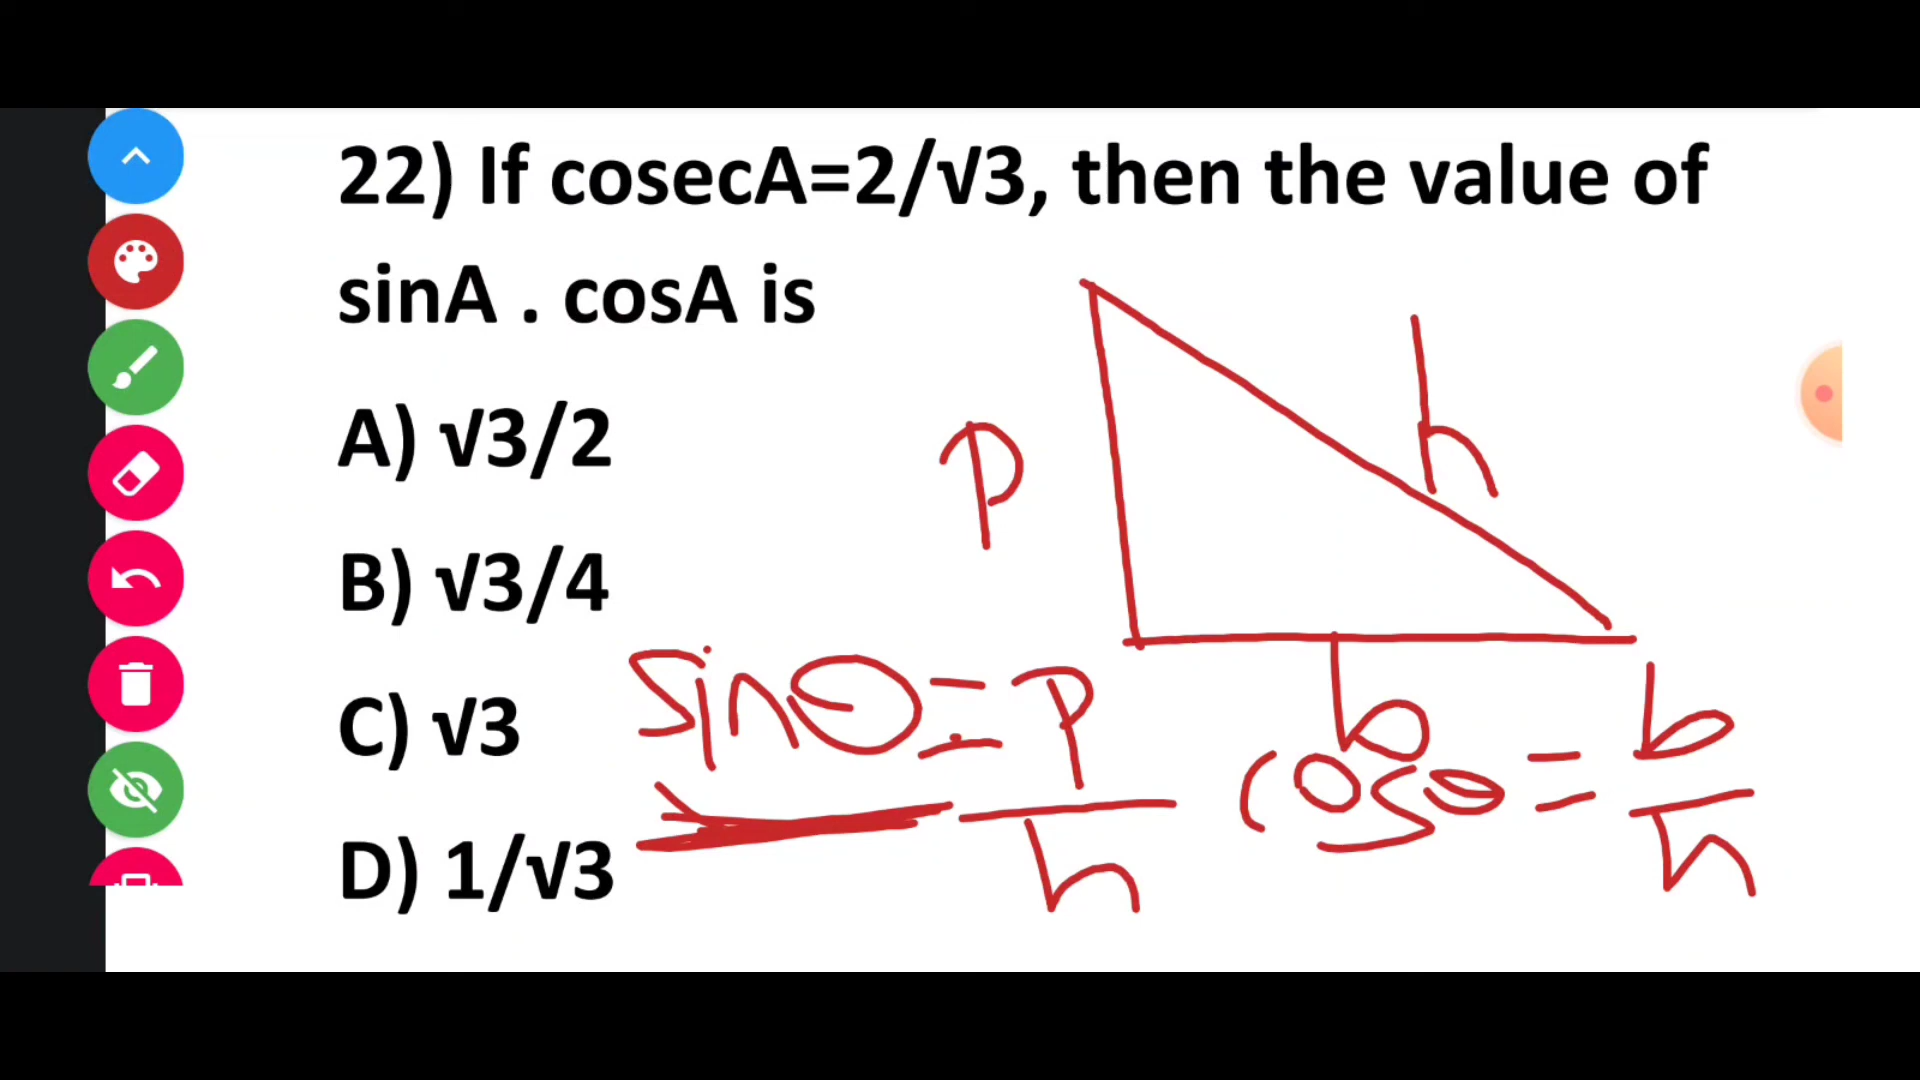 22) If cosecA=2/√3, then the value of
sinA . cosA is
A) √3/2
B) √3/4
C) √3
D) 1/√3
p
h
b
sinθ = p/h
cosθ = b/h